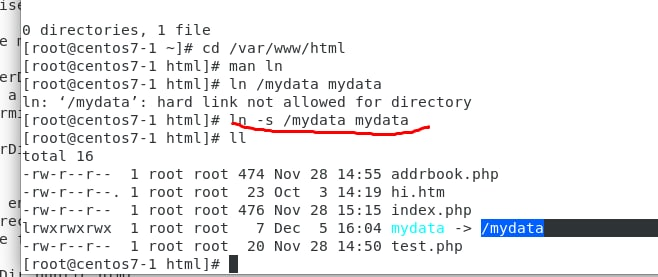 ise
0 directories, 1 file
[root@centos7-1 ~]# cd /var/www/html
[root@centos7-1 html]# man ln
[root@centos7-1 html]# ln /mydata mydata
ln: ‘/mydata’: hard link not allowed for directory
[root@centos7-1 html]# ln -s /mydata mydata
[root@centos7-1 html]# ll
total 16
-rw-r--r--  1 root root 474 Nov 28 14:55 addrbook.php
-rw-r--r--. 1 root root  23 Oct  3 14:19 hi.htm
-rw-r--r--  1 root root 476 Nov 28 15:15 index.php
lrwxrwxrwx  1 root root   7 Dec  5 16:04 mydata -> /mydata
-rw-r--r--  1 root root  20 Nov 28 14:50 test.php
[root@centos7-1 html]#